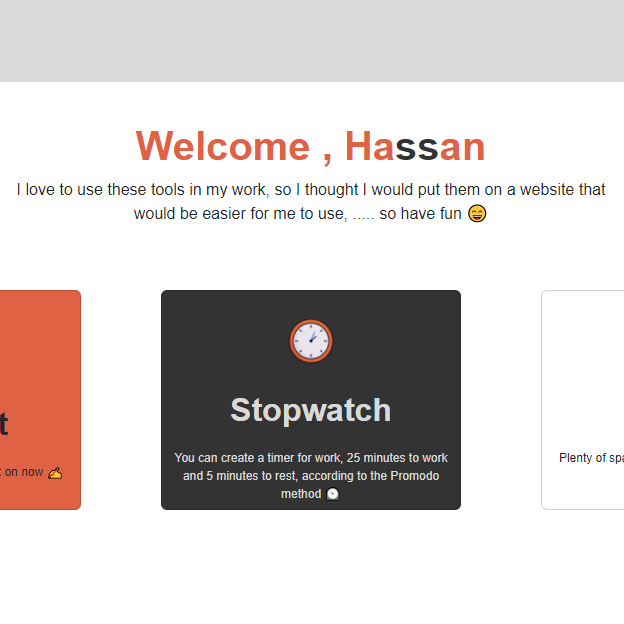 Welcome , Hassan
I love to use these tools in my work, so I thought I would put them on a website that
would be easier for me to use, ..... so have fun 😄
t
Stopwatch
You can create a timer for work, 25 minutes to work
and 5 minutes to rest, according to the Promodo
method 🕐
t on now ✍️
Plenty of spa